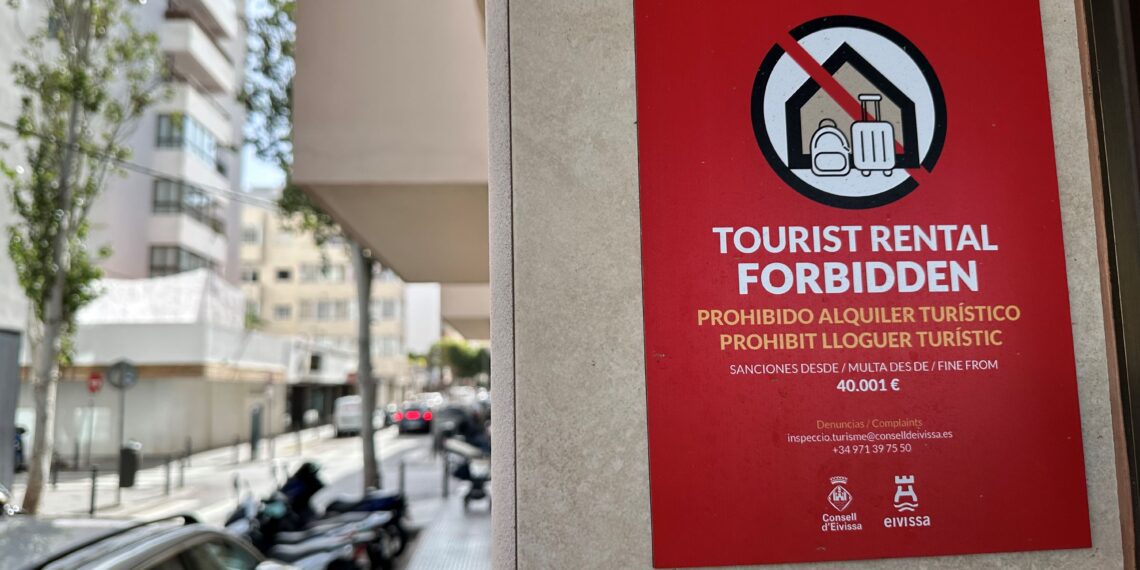 TOURIST RENTAL
FORBIDDEN
PROHIBIDO ALQUILER TURÍSTICO
PROHIBIT LLOGUER TURÍSTIC
SANCIONES DESDE / MULTA DES DE / FINE FROM
40.001 €
Denuncias / Complaints
inspeccio.turisme@conselldeivissa.es
+34 971 39 75 50
Consell
d'Eivissa
eivissa